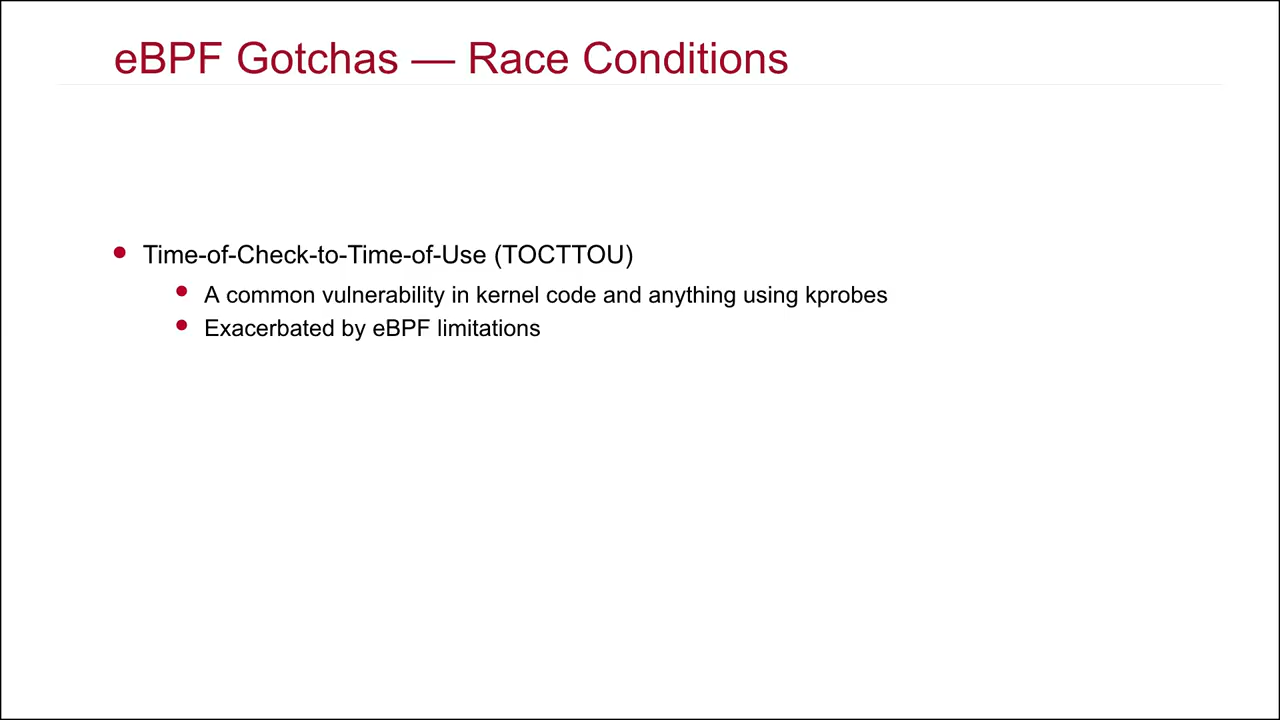 eBPF Gotchas — Race Conditions
Time-of-Check-to-Time-of-Use (TOCTTOU)
A common vulnerability in kernel code and anything using kprobes
Exacerbated by eBPF limitations